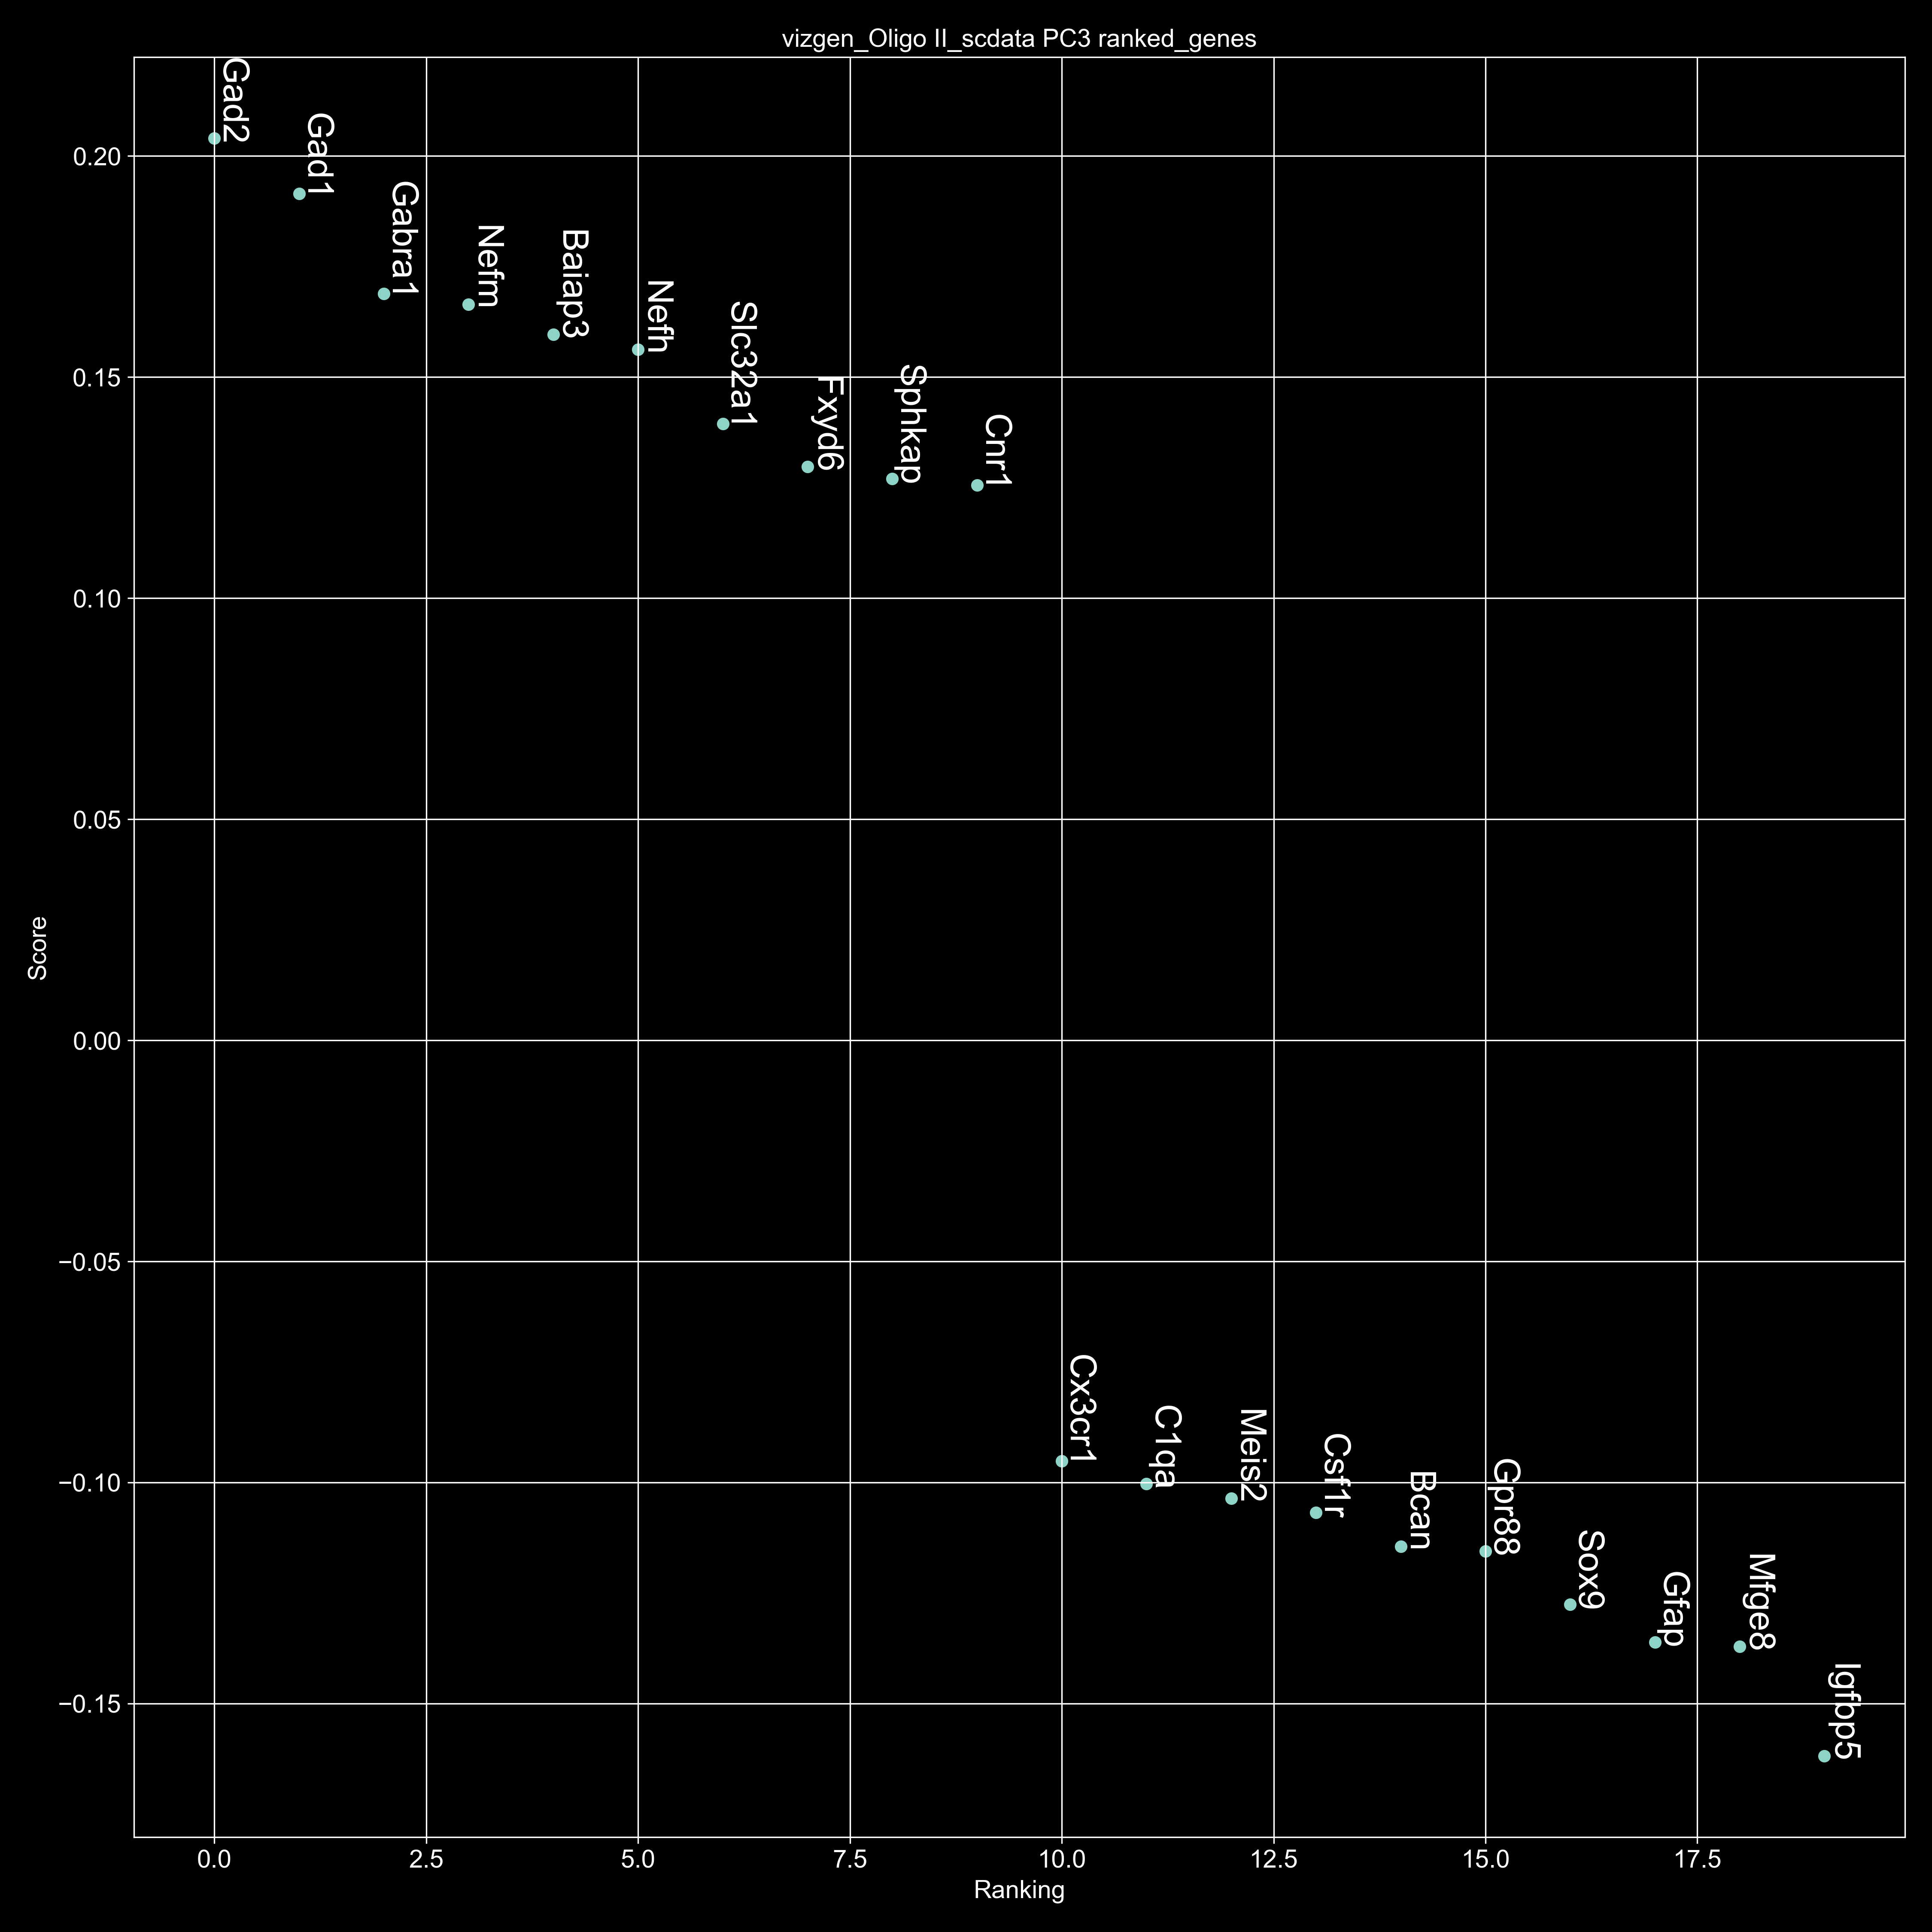 vizgen_Oligo II_scdata PC3 ranked_genes
Gad2
Gad1
Gabra1
Nefm
Baiap3
Nefh
Slc32a1
Fxyd6
Sphkap
Cnr1
Cx3cr1
C1qa
Meis2
Csf1r
Bcan
Gpr88
Sox9
Gfap
Mfge8
Igfbp5
0.20
0.15
0.10
0.05
0.00
−0.05
−0.10
−0.15
Score
0.0
2.5
5.0
7.5
10.0
12.5
15.0
17.5
Ranking